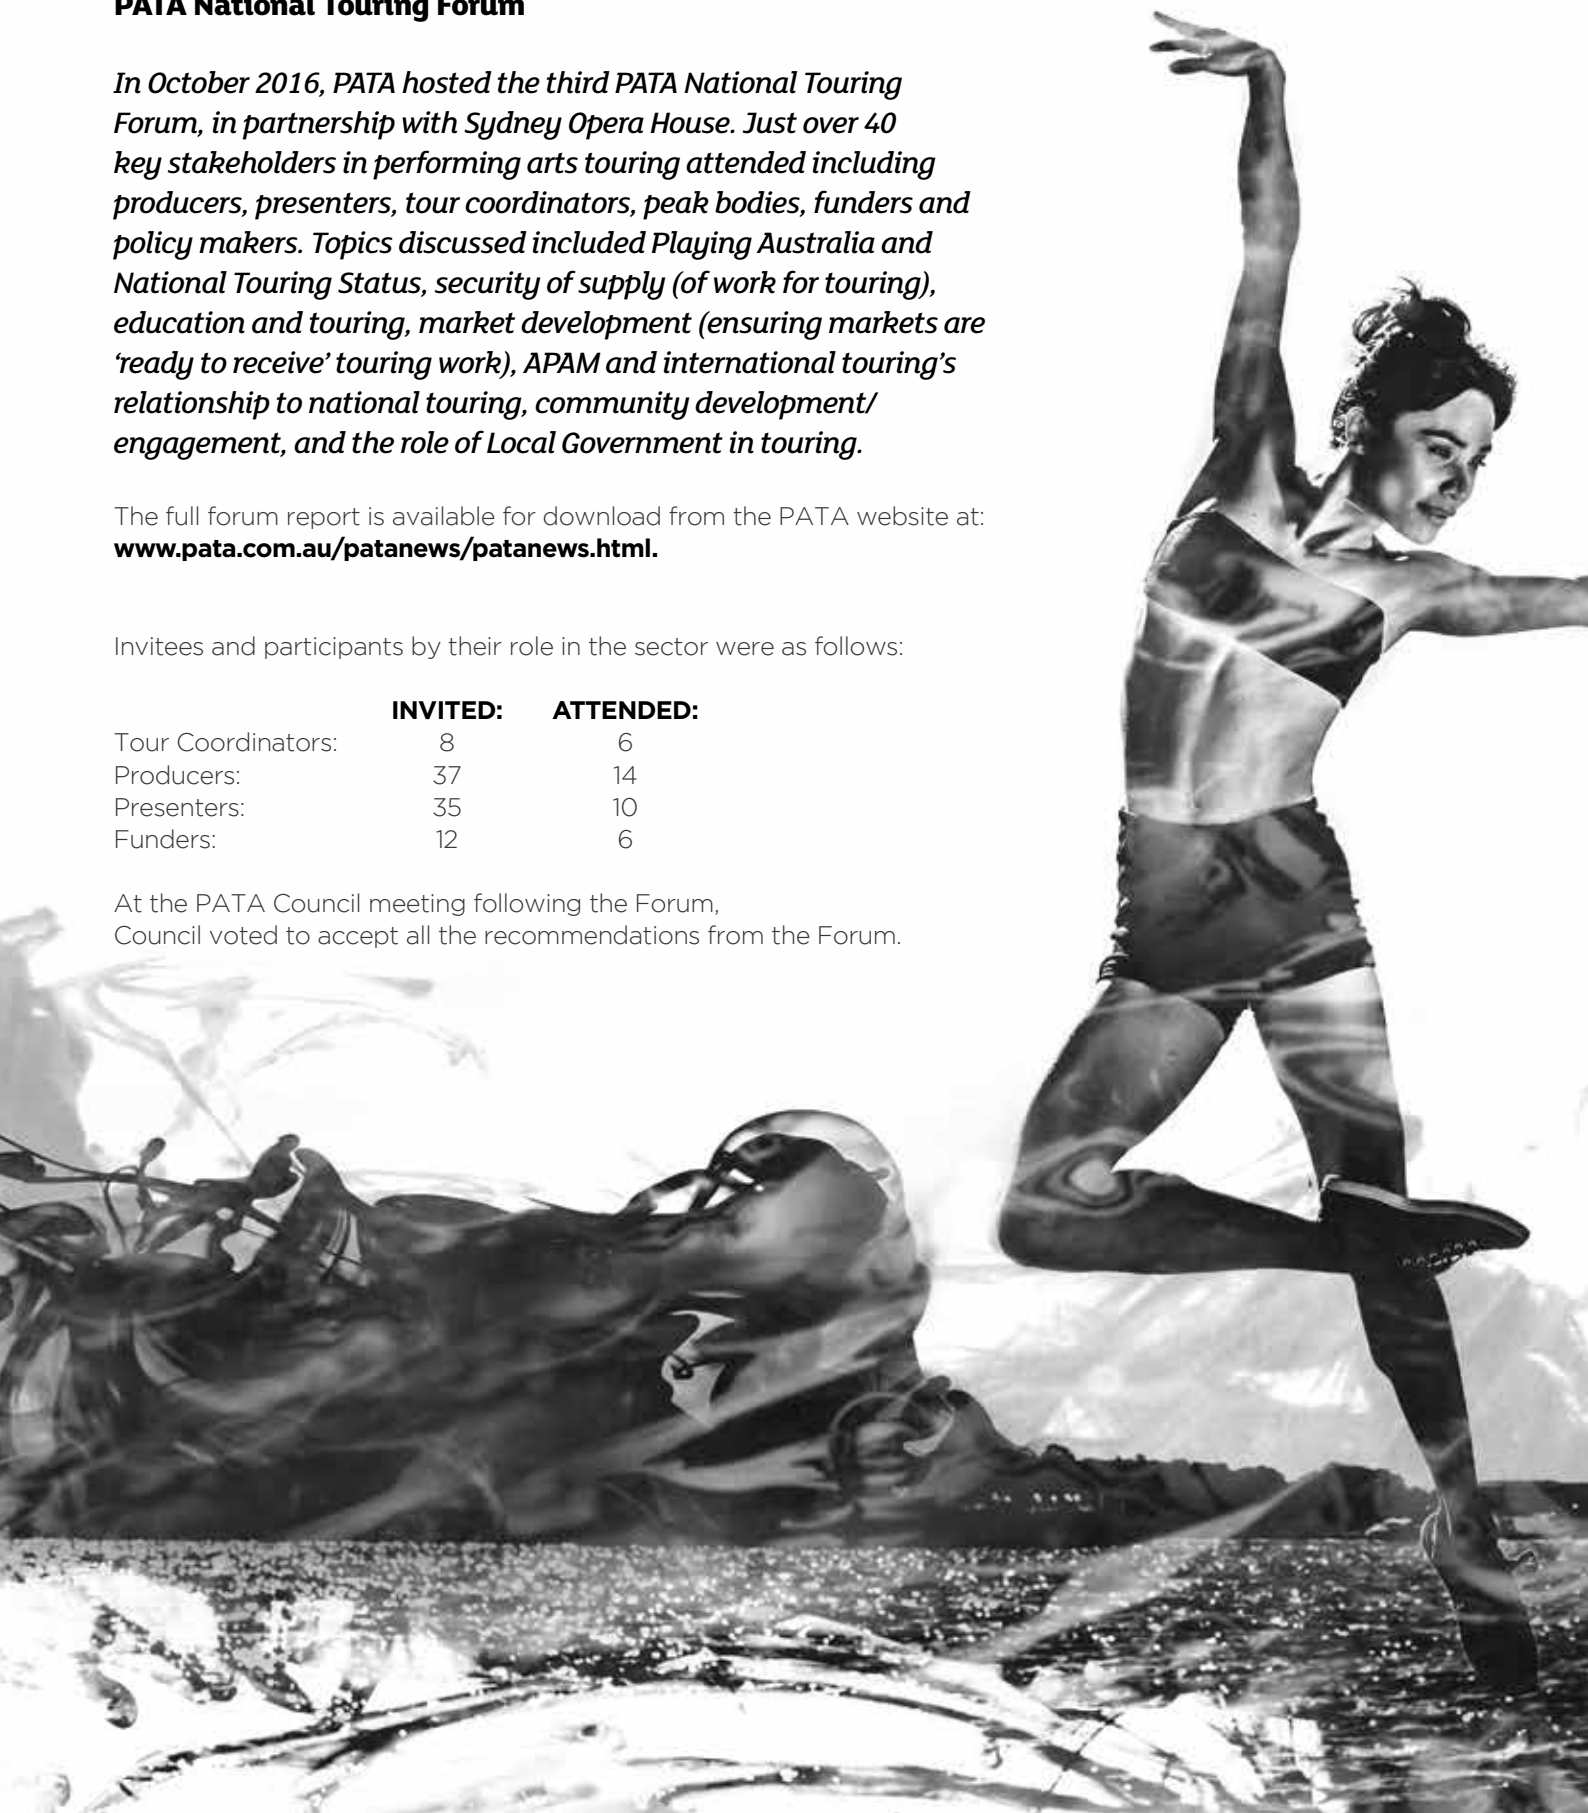 PATA National Touring Forum
In October 2016, PATA hosted the third PATA National Touring
Forum, in partnership with Sydney Opera House. Just over 40
key stakeholders in performing arts touring attended including
producers, presenters, tour coordinators, peak bodies, funders and
policy makers. Topics discussed included Playing Australia and
National Touring Status, security of supply (of work for touring),
education and touring, market development (ensuring markets are
‘ready to receive’ touring work), APAM and international touring’s
relationship to national touring, community development/
engagement, and the role of Local Government in touring.
The full forum report is available for download from the PATA website at:
www.pata.com.au/patanews/patanews.html.
Invitees and participants by their role in the sector were as follows:
INVITED: ATTENDED:
Tour Coordinators: 8 6
Producers: 37 14
Presenters: 35 10
Funders: 12 6
At the PATA Council meeting following the Forum,
Council voted to accept all the recommendations from the Forum.